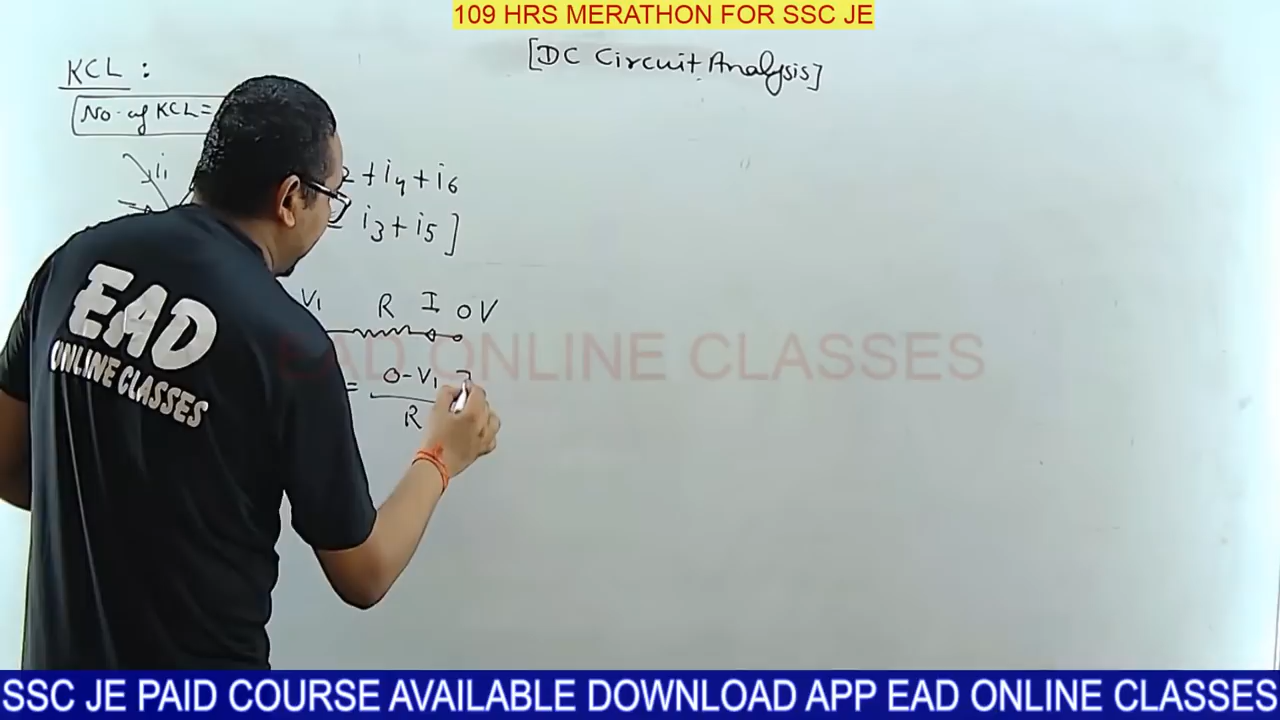 109 HRS MERATHON FOR SSC JE
[DC Circuit Analysis]
KCL :
No. of KCL =
i₁
2 + i₄ + i₆
= i₃ + i₅ ]
V₁ R I 0V
= 0-V₁ ]
R
EAD
ONLINE CLASSES
EAD ONLINE CLASSES
SSC JE PAID COURSE AVAILABLE DOWNLOAD APP EAD ONLINE CLASSES